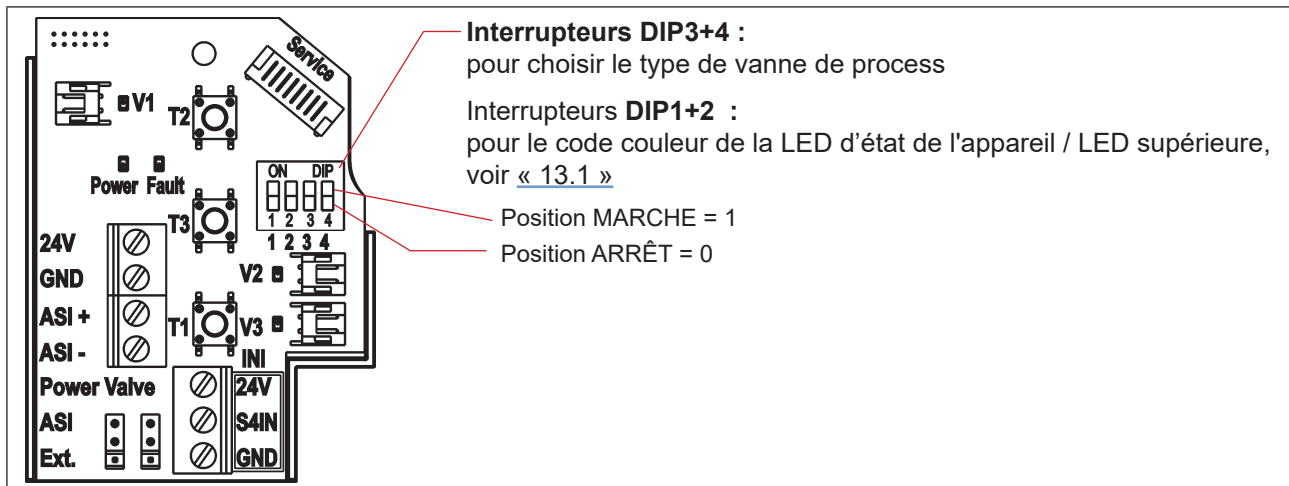 Interrupteurs DIP3+4 :
pour choisir le type de vanne de process
Interrupteurs DIP1+2 :
pour le code couleur de la LED d'état de l'appareil / LED supérieure,
voir « 13.1 »
Position MARCHE = 1
Position ARRÊT = 0
Service
V1
T2
Power Fault
ON DIP
1 2 3 4
1 2 3 4
T3
24V
GND
V2
ASI +
T1
V3
ASI -
INI
Power Valve
24V
ASI
S4IN
Ext.
GND